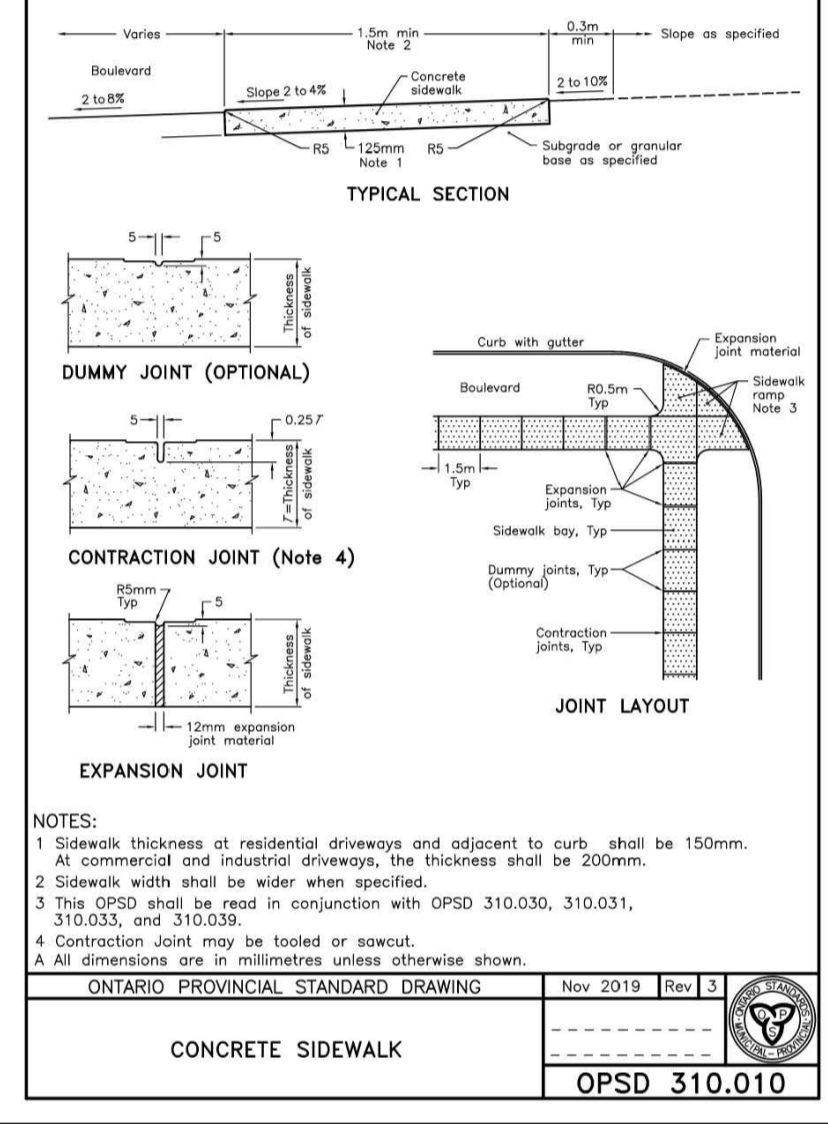 Varies
1.5m min
Note 2
0.3m
min
Slope as specified
Boulevard
2 to 8%
Slope 2 to 4%
Concrete
sidewalk
2 to 10%
R5
125mm
Note 1
R5
Subgrade or granular
base as specified
TYPICAL SECTION
5
5
Thickness
of sidewalk
DUMMY JOINT (OPTIONAL)
5
0.25T
T=Thickness
of sidewalk
CONTRACTION JOINT (Note 4)
R5mm
Typ
5
Thickness
of sidewalk
12mm expansion
joint material
EXPANSION JOINT
Curb with gutter
Expansion
joint material
Boulevard
R0.5m
Typ
Sidewalk
ramp
Note 3
1.5m
Typ
Expansion
joints, Typ
Sidewalk bay, Typ
Dummy joints, Typ
(Optional)
Contraction
joints, Typ
JOINT LAYOUT
NOTES:
1 Sidewalk thickness at residential driveways and adjacent to curb shall be 150mm.
At commercial and industrial driveways, the thickness shall be 200mm.
2 Sidewalk width shall be wider when specified.
3 This OPSD shall be read in conjunction with OPSD 310.030, 310.031,
310.033, and 310.039.
4 Contraction Joint may be tooled or sawcut.
A All dimensions are in millimetres unless otherwise shown.
ONTARIO PROVINCIAL STANDARD DRAWING
Nov 2019
Rev 3
CONCRETE SIDEWALK
ONTARIO STANDARDS
MUNICIPAL - PROVINCIAL
O P S
OPSD 310.010